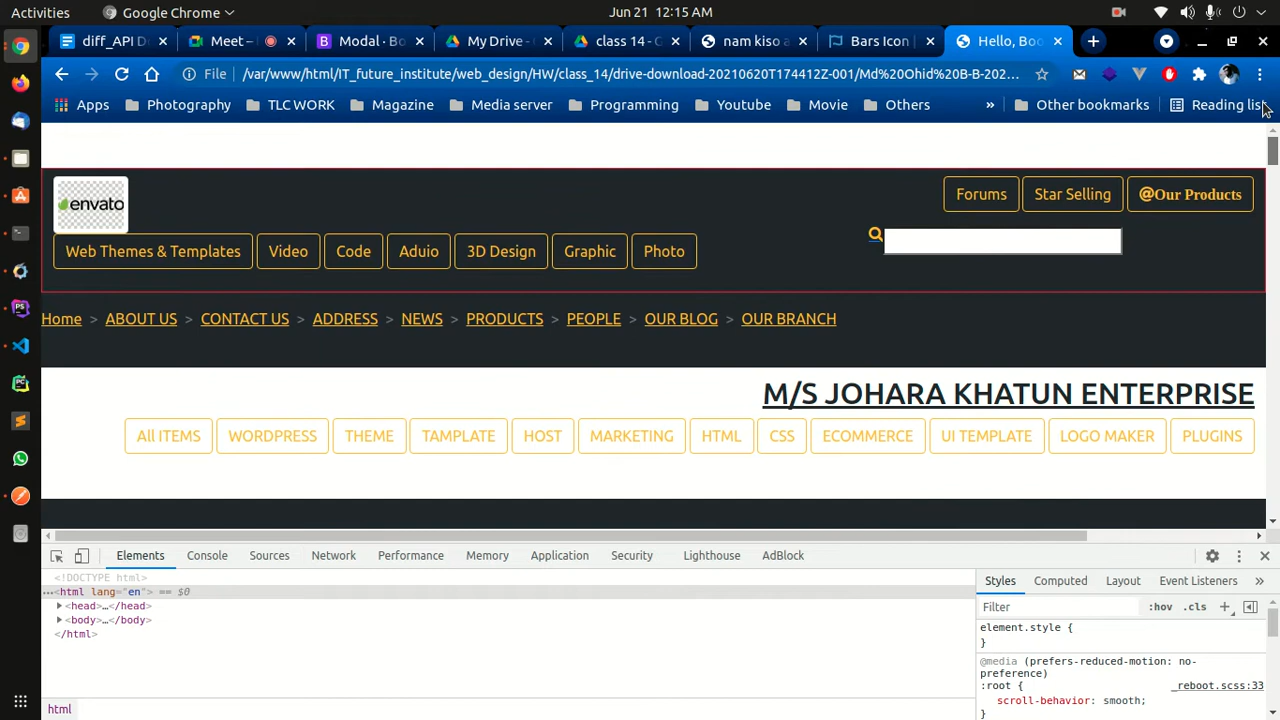 Activities Google Chrome Jun 21 12:15 AM
diff_API D Meet – Modal · Bo My Drive - class 14 - G nam kiso a Bars Icon | Hello, Boo
File /var/www/html/IT_future_institute/web_design/HW/class_14/drive-download-20210620T174412Z-001/Md%20Ohid%20B-B-202...
Apps Photography TLC WORK Magazine Media server Programming Youtube Movie Others » Other bookmarks Reading list
envato
Forums Star Selling @Our Products
Web Themes & Templates Video Code Aduio 3D Design Graphic Photo
Home > ABOUT US > CONTACT US > ADDRESS > NEWS > PRODUCTS > PEOPLE > OUR BLOG > OUR BRANCH
M/S JOHARA KHATUN ENTERPRISE
All ITEMS WORDPRESS THEME TAMPLATE HOST MARKETING HTML CSS ECOMMERCE UI TEMPLATE LOGO MAKER PLUGINS
Elements Console Sources Network Performance Memory Application Security Lighthouse AdBlock
<!DOCTYPE html>
...<html lang="en"> == $0
<head>…</head>
<body>…</body>
</html>
html
Styles Computed Layout Event Listeners »
Filter :hov .cls +
element.style {
}
@media (prefers-reduced-motion: no-
preference)
:root { _reboot.scss:33
scroll-behavior: smooth;
}